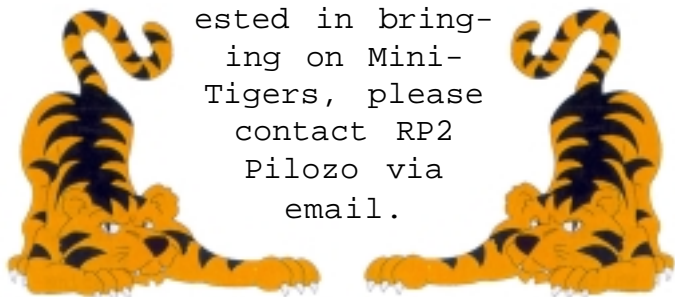 ested in bring-
ing on Mini-
Tigers, please
contact RP2
Pilozo via
email.